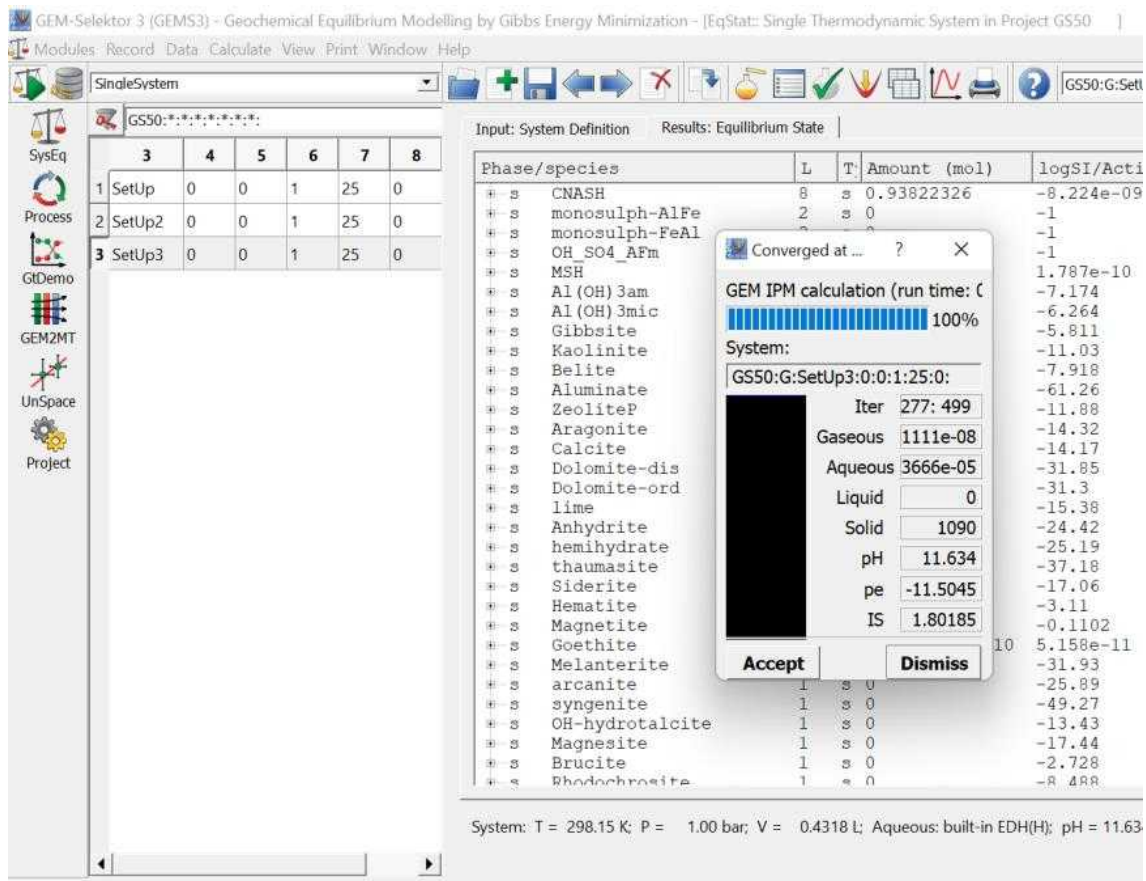 GEM-Selektor 3 (GEMS3) - Geochemical Equilibrium Modelling by Gibbs Energy Minimization - [EqStat:: Single Thermodynamic System in Project GS50 ]
Modules Record Data Calculate View Print Window Help
SingleSystem
GS50:G:SetU
GS50:*:*:*:*:*:*:*:
Input: System Definition Results: Equilibrium State
SysEq
Process
GtDemo
GEM2MT
UnSpace
Project
3 4 5 6 7 8
1 SetUp 0 0 1 25 0
2 SetUp2 0 0 1 25 0
3 SetUp3 0 0 1 25 0
Phase/species L T Amount (mol) logSI/Acti
s CNASH 8 s 0.93822326 -8.224e-09
s monosulph-AlFe 2 s 0 -1
s monosulph-FeAl -1
s OH_SO4_AFm -1
s MSH 1.787e-10
s Al(OH)3am -7.174
s Al(OH)3mic -6.264
s Gibbsite -5.811
s Kaolinite -11.03
s Belite -7.918
s Aluminate -61.26
s ZeoliteP -11.88
s Aragonite -14.32
s Calcite -14.17
s Dolomite-dis -31.85
s Dolomite-ord -31.3
s lime -15.38
s Anhydrite -24.42
s hemihydrate -25.19
s thaumasite -37.18
s Siderite -17.06
s Hematite -3.11
s Magnetite -0.1102
s Goethite 10 5.158e-11
s Melanterite -31.93
s arcanite 1 s 0 -25.89
s syngenite 1 s 0 -49.27
s OH-hydrotalcite 1 s 0 -13.43
s Magnesite 1 s 0 -17.44
s Brucite 1 s 0 -2.728
s Rhodochrosite 1 s 0 -8.488
Converged at ... ?
GEM IPM calculation (run time: 0
100%
System:
GS50:G:SetUp3:0:0:1:25:0:
Iter 277: 499
Gaseous 1111e-08
Aqueous 3666e-05
Liquid 0
Solid 1090
pH 11.634
pe -11.5045
IS 1.80185
Accept Dismiss
System: T = 298.15 K; P = 1.00 bar; V = 0.4318 L; Aqueous: built-in EDH(H); pH = 11.634